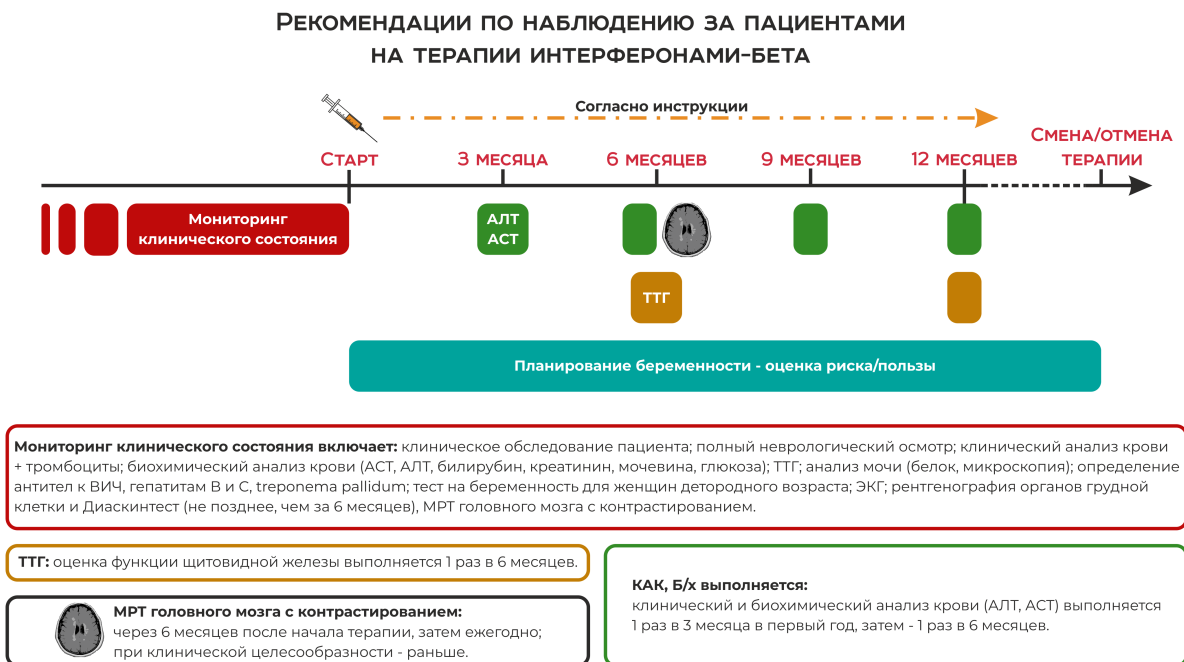 Рекомендации по наблюдению за пациентами
на терапии интерферонами-бета
Согласно инструкции
Смена/отмена
терапии
Старт
3 месяца
6 месяцев
9 месяцев
12 месяцев
Мониторинг
клинического состояния
АЛТ
АСТ
ТТГ
Планирование беременности - оценка риска/пользы
Мониторинг клинического состояния включает: клиническое обследование пациента; полный неврологический осмотр; клинический анализ крови
+ тромбоциты; биохимический анализ крови (АСТ, АЛТ, билирубин, креатинин, мочевина, глюкоза); ТТГ; анализ мочи (белок, микроскопия); определение
антител к ВИЧ, гепатитам В и С, treponema pallidum; тест на беременность для женщин детородного возраста; ЭКГ; рентгенография органов грудной
клетки и Диаскинтест (не позднее, чем за 6 месяцев), МРТ головного мозга с контрастированием.
ТТГ: оценка функции щитовидной железы выполняется 1 раз в 6 месяцев.
МРТ головного мозга с контрастированием:
через 6 месяцев после начала терапии, затем ежегодно;
при клинической целесообразности - раньше.
КАК, Б/х выполняется:
клинический и биохимический анализ крови (АЛТ, АСТ) выполняется
1 раз в 3 месяца в первый год, затем - 1 раз в 6 месяцев.